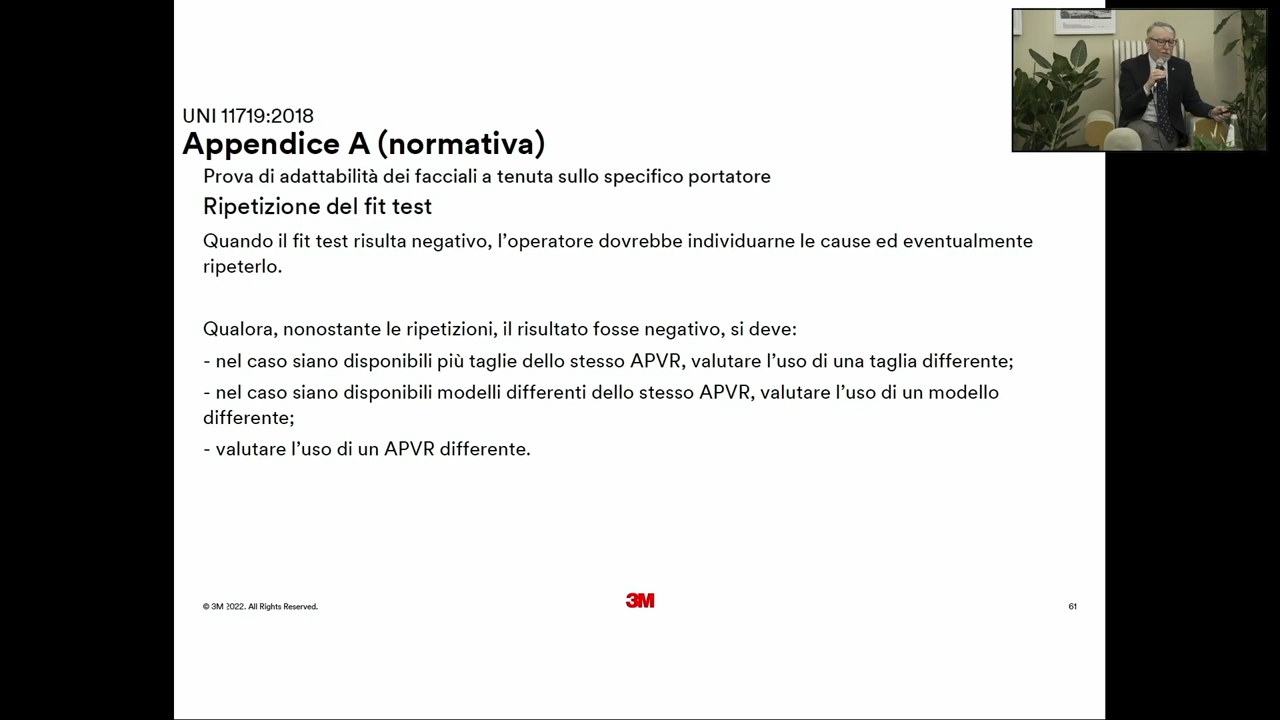 UNI 11719:2018
Appendice A (normativa)
Prova di adattabilità dei facciali a tenuta sullo specifico portatore
Ripetizione del fit test
Quando il fit test risulta negativo, l’operatore dovrebbe individuarne le cause ed eventualmente
ripeterlo.
Qualora, nonostante le ripetizioni, il risultato fosse negativo, si deve:
- nel caso siano disponibili più taglie dello stesso APVR, valutare l’uso di una taglia differente;
- nel caso siano disponibili modelli differenti dello stesso APVR, valutare l’uso di un modello
differente;
- valutare l’uso di un APVR differente.
© 3M 2022. All Rights Reserved.
3M
61